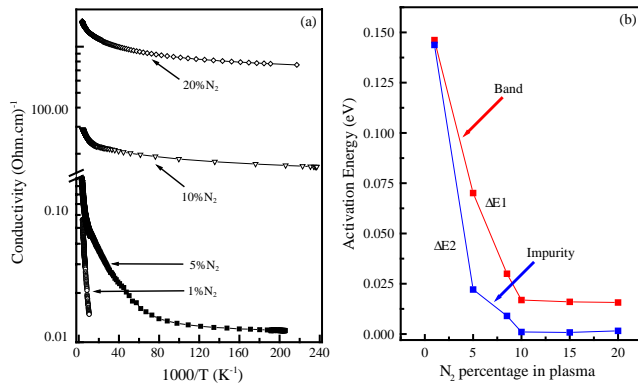 (a)
20%N₂
100.00
10%N₂
Conductivity (Ohm.cm)⁻¹
0.10
5%N₂
1%N₂
0.01
0 40 80 120 160 200 240
1000/T (K⁻¹)
(b)
0.150
0.125
0.100
0.075
0.050
0.025
0.000
Activation Energy (eV)
Band
ΔE1
ΔE2
Impurity
0 5 10 15 20
N₂ percentage in plasma